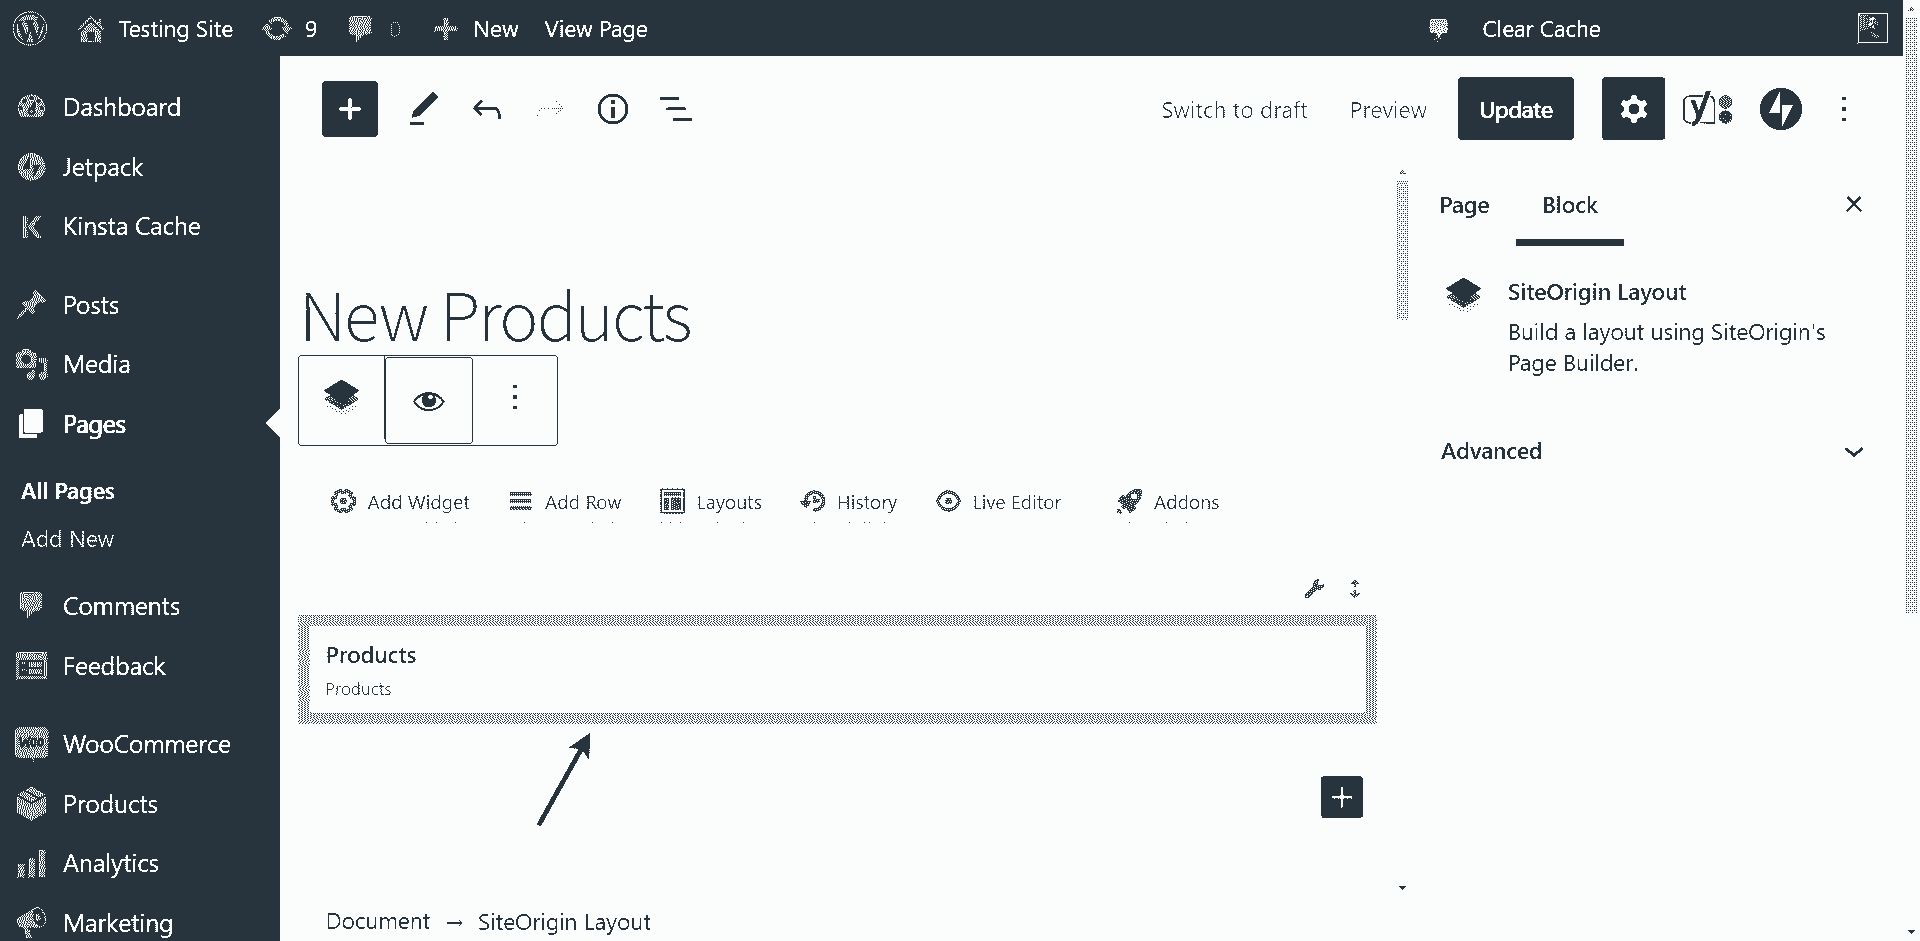 Testing Site 9 0 New View Page Clear Cache
Dashboard
Jetpack
Kinsta Cache
Posts
Media
Pages
All Pages
Add New
Comments
Feedback
WooCommerce
Products
Analytics
Marketing
Switch to draft Preview Update
New Products
Add Widget Add Row Layouts History Live Editor Addons
Products
Products
Document → SiteOrigin Layout
Page Block
SiteOrigin Layout
Build a layout using SiteOrigin's
Page Builder.
Advanced